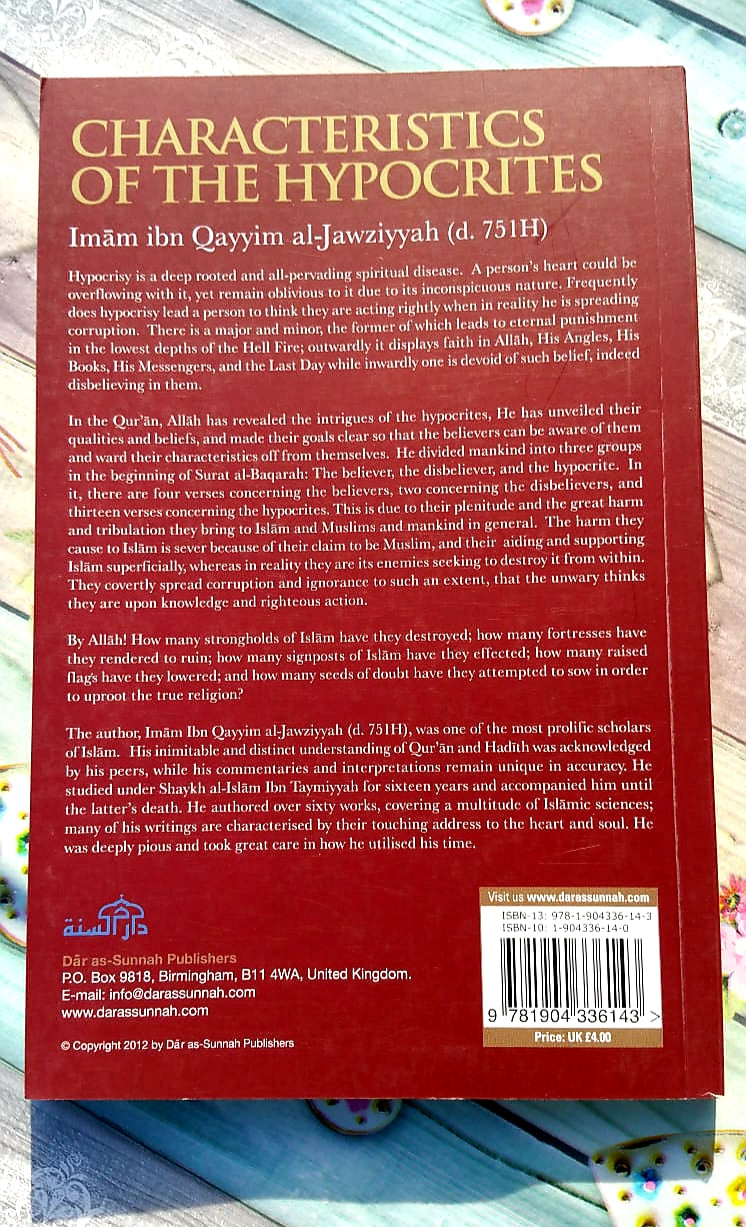 CHARACTERISTICS
OF THE HYPOCRITES
Imām ibn Qayyim al-Jawziyyah (d. 751H)
Hypocrisy is a deep rooted and all-pervading spiritual disease. A person's heart could be
overflowing with it, yet remain oblivious to it due to its inconspicuous nature. Frequently
does hypocrisy lead a person to think they are acting rightly when in reality he is spreading
corruption. There is a major and minor, the former of which leads to eternal punishment
in the lowest depths of the Hell Fire; outwardly it displays faith in Allāh, His Angles, His
Books, His Messengers, and the Last Day while inwardly one is devoid of such belief, indeed
disbelieving in them.
In the Qur'ān, Allāh has revealed the intrigues of the hypocrites, He has unveiled their
qualities and beliefs, and made their goals clear so that the believers can be aware of them
and ward their characteristics off from themselves. He divided mankind into three groups
in the beginning of Surat al-Baqarah: The believer, the disbeliever, and the hypocrite. In
it, there are four verses concerning the believers, two concerning the disbelievers, and
thirteen verses concerning the hypocrites. This is due to their plenitude and the great harm
and tribulation they bring to Islām and Muslims and mankind in general. The harm they
cause to Islām is sever because of their claim to be Muslim, and their aiding and supporting
Islām superficially, whereas in reality they are its enemies seeking to destroy it from within.
They covertly spread corruption and ignorance to such an extent, that the unwary thinks
they are upon knowledge and righteous action.
By Allāh! How many strongholds of Islām have they destroyed; how many fortresses have
they rendered to ruin; how many signposts of Islām have they effected; how many raised
flags have they lowered; and how many seeds of doubt have they attempted to sow in order
to uproot the true religion?
The author, Imām Ibn Qayyim al-Jawziyyah (d. 751H), was one of the most prolific scholars
of Islām. His inimitable and distinct understanding of Qur'ān and Hadīth was acknowledged
by his peers, while his commentaries and interpretations remain unique in accuracy. He
studied under Shaykh al-Islām Ibn Taymiyyah for sixteen years and accompanied him until
the latter's death. He authored over sixty works, covering a multitude of Islāmic sciences;
many of his writings are characterised by their touching address to the heart and soul. He
was deeply pious and took great care in how he utilised his time.
دار السنة
Dār as-Sunnah Publishers
P.O. Box 9818, Birmingham, B11 4WA, United Kingdom.
E-mail: info@darassunnah.com
www.darassunnah.com
© Copyright 2012 by Dār as-Sunnah Publishers
Visit us www.darassunnah.com
ISBN-13: 978-1-904336-14-3
ISBN-10: 1-904336-14-0
9 781904 336143 >
Price: UK £4.00